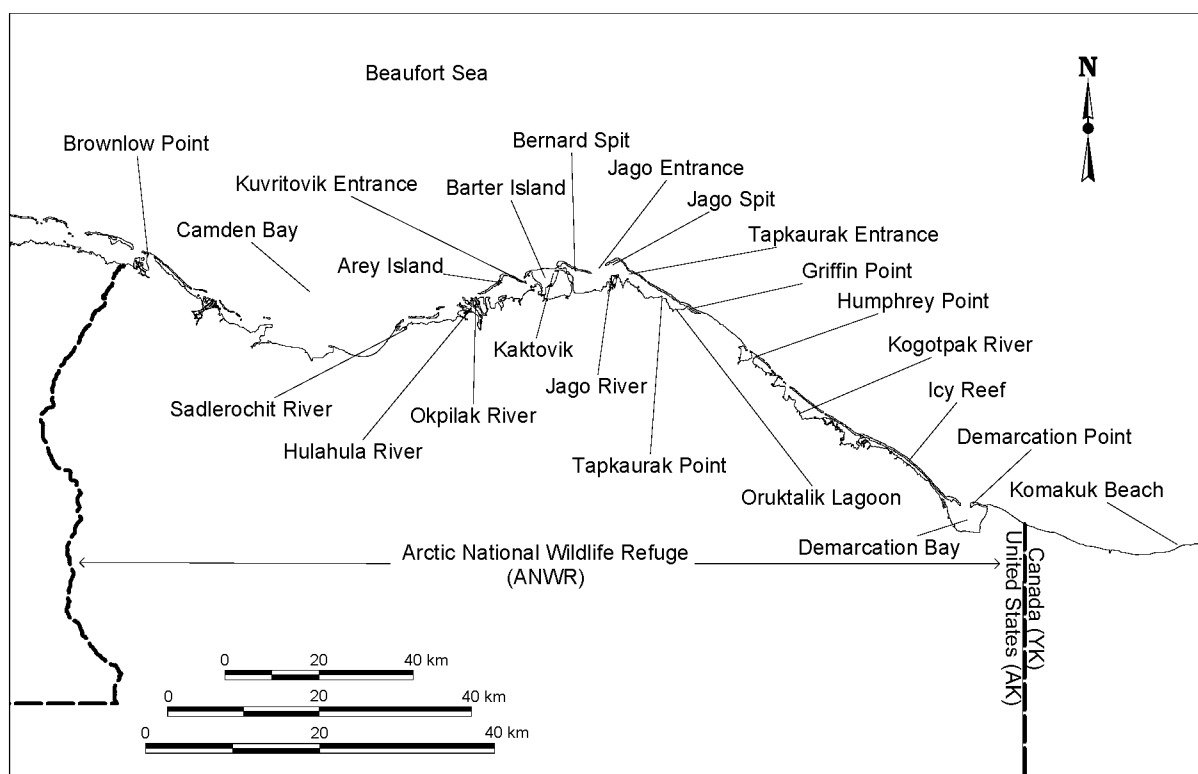 Beaufort Sea
N
Brownlow Point
Bernard Spit
Kuvritovik Entrance
Barter Island
Jago Entrance
Jago Spit
Camden Bay
Tapkaurak Entrance
Arey Island
Griffin Point
Humphrey Point
Kaktovik
Kogotpak River
Jago River
Icy Reef
Sadlerochit River
Okpilak River
Demarcation Point
Hulahula River
Tapkaurak Point
Oruktalik Lagoon
Komakuk Beach
Demarcation Bay
Arctic National Wildlife Refuge
(ANWR)
Canada (YK)
United States (AK)
0 20 40 km
0 20 40 km
0 20 40 km